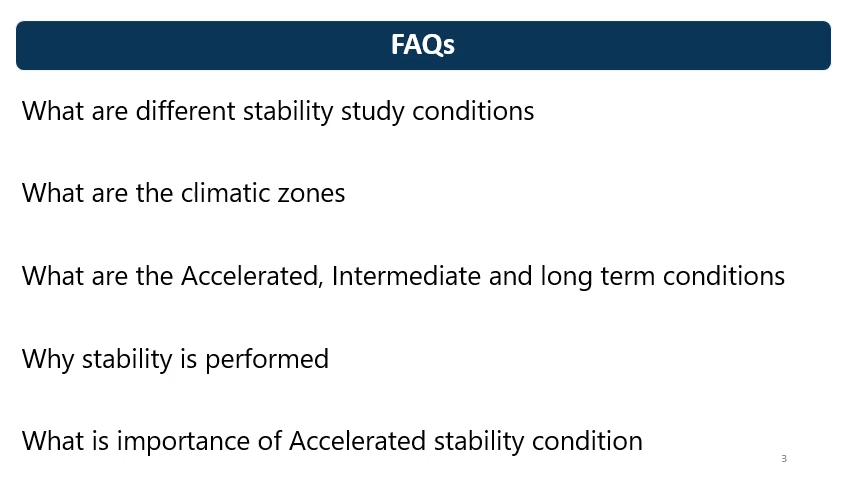 FAQs
What are different stability study conditions
What are the climatic zones
What are the Accelerated, Intermediate and long term conditions
Why stability is performed
What is importance of Accelerated stability condition
3